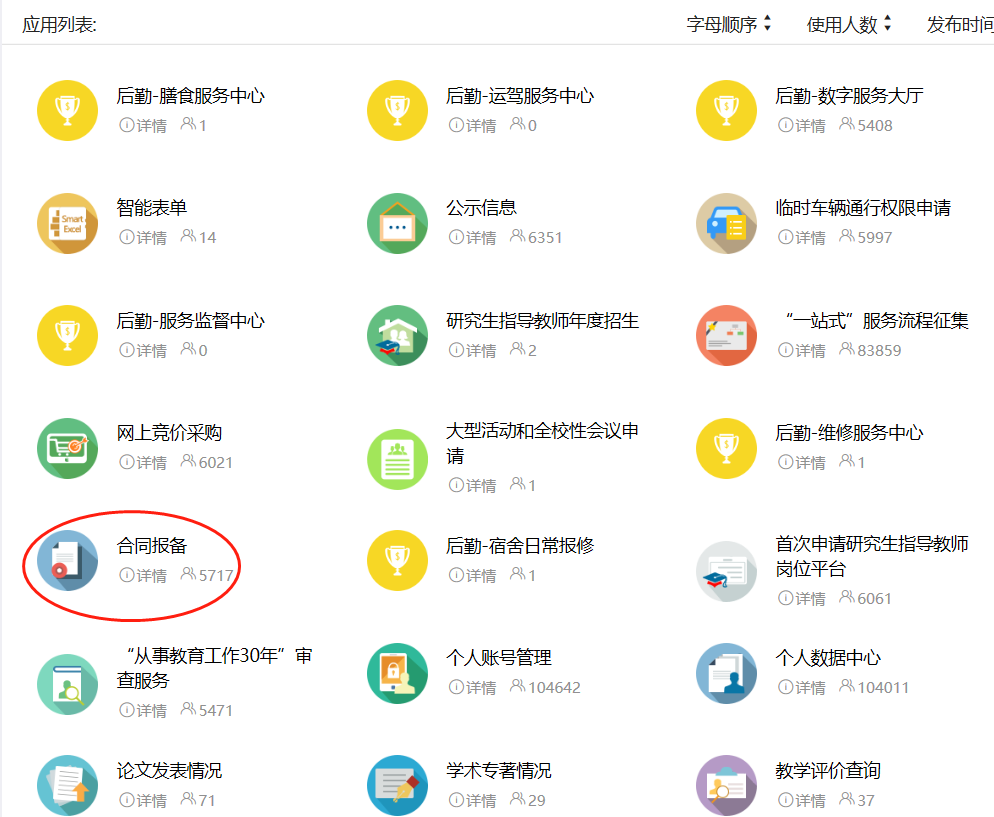 应用列表: 字母顺序 使用人数 发布时间
后勤-膳食服务中心 后勤-运驾服务中心 后勤-数字服务大厅
详情 1 详情 0 详情 5408
智能表单 公示信息 临时车辆通行权限申请
Smart
Excel
详情 14 详情 6351 详情 5997
后勤-服务监督中心 研究生指导教师年度招生 “一站式”服务流程征集
详情 0 详情 2 详情 83859
网上竞价采购 大型活动和全校性会议申 后勤-维修服务中心
请
详情 6021 详情 1 详情 1
合同报备 后勤-宿舍日常报修 首次申请研究生指导教师
岗位平台
详情 5717 详情 1 详情 6061
“从事教育工作30年”审 个人账号管理 个人数据中心
查服务
详情 5471 详情 104642 详情 104011
论文发表情况 学术专著情况 教学评价查询
详情 71 详情 29 详情 37